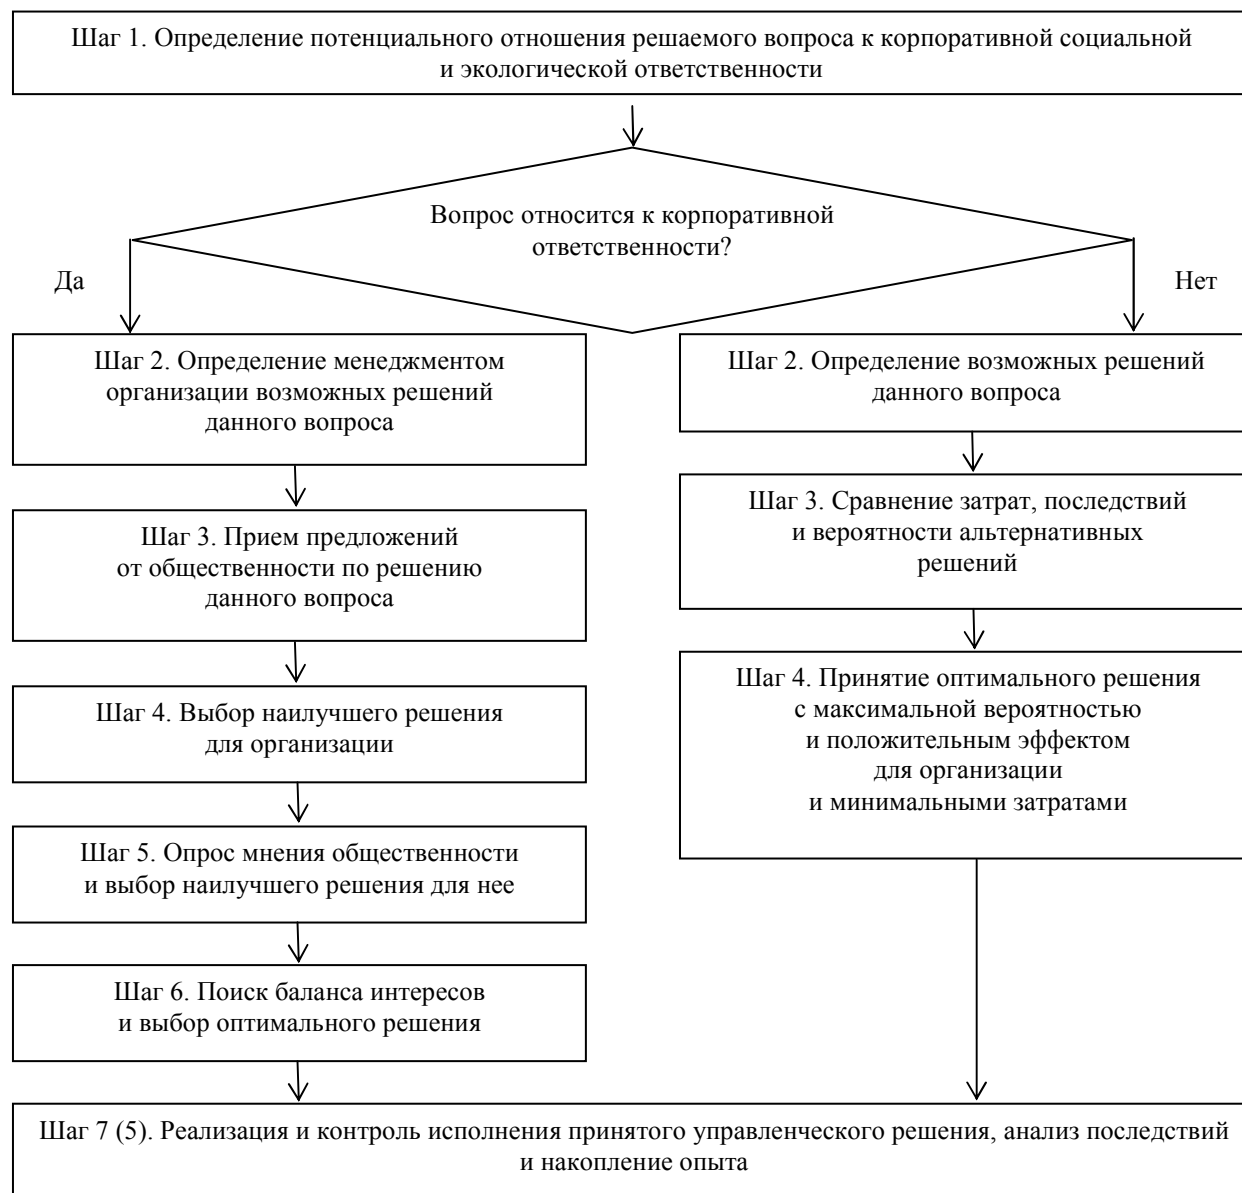 Шаг 1. Определение потенциального отношения решаемого вопроса к корпоративной социальной
и экологической ответственности
Вопрос относится к корпоративной
ответственности?
Да
Нет
Шаг 2. Определение менеджментом
организации возможных решений
данного вопроса
Шаг 3. Прием предложений
от общественности по решению
данного вопроса
Шаг 4. Выбор наилучшего решения
для организации
Шаг 5. Опрос мнения общественности
и выбор наилучшего решения для нее
Шаг 6. Поиск баланса интересов
и выбор оптимального решения
Шаг 2. Определение возможных решений
данного вопроса
Шаг 3. Сравнение затрат, последствий
и вероятности альтернативных
решений
Шаг 4. Принятие оптимального решения
с максимальной вероятностью
и положительным эффектом
для организации
и минимальными затратами
Шаг 7 (5). Реализация и контроль исполнения принятого управленческого решения, анализ последствий
и накопление опыта